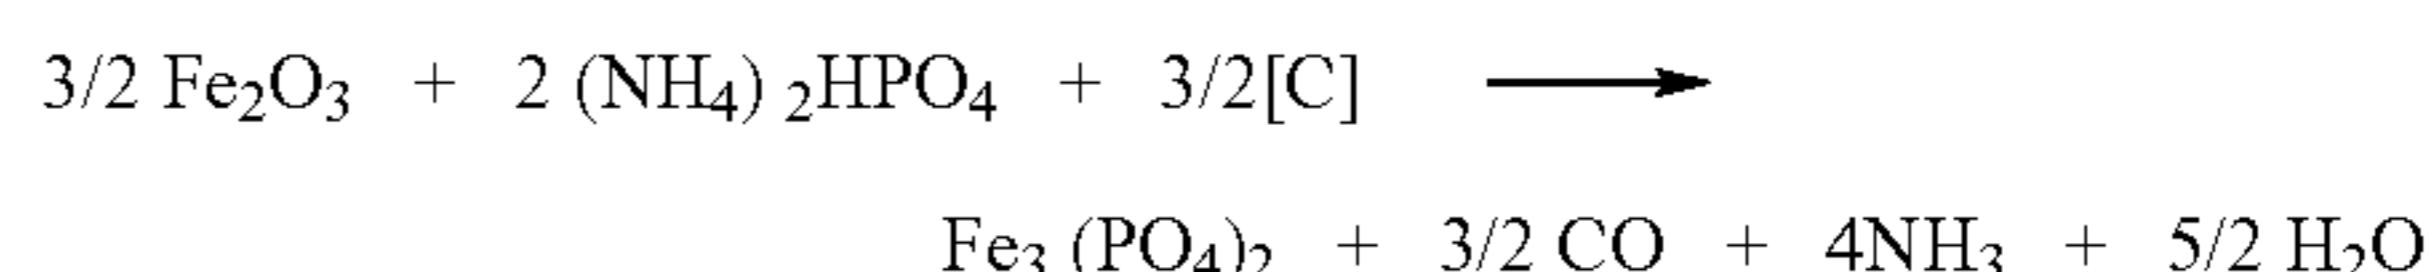 3/2 Fe₂O₃ + 2 (NH₄) ₂HPO₄ + 3/2[C] ⟶
Fe₃ (PO₄)₂ + 3/2 CO + 4NH₃ + 5/2 H₂O